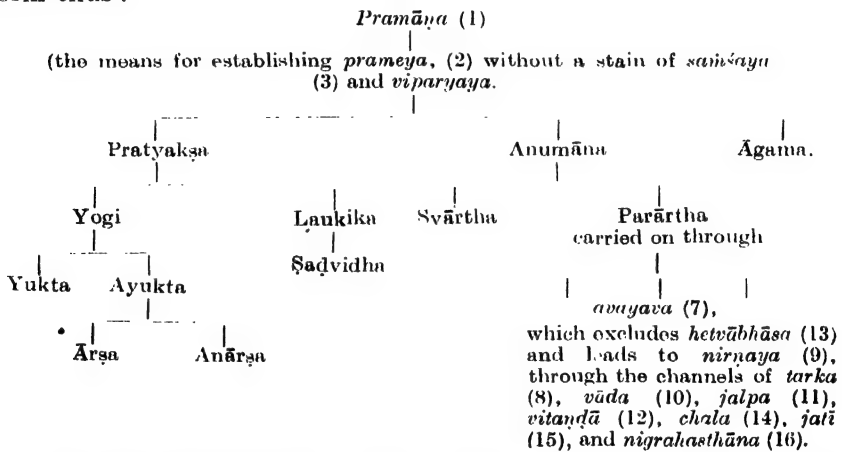 Pramāṇa (1)
(the means for establishing prameya, (2) without a stain of saṁśaya
(3) and viparyaya.
Pratyakṣa Anumāna Āgama.
Yogi Laukika Svārtha Parārtha
carried on through
Ṣaḍvidha
Yukta Ayukta
avayava (7),
which excludes hetvābhāsa (13)
Ārṣa Anārṣa
and leads to nirṇaya (9),
through the channels of tarka
(8), vāda (10), jalpa (11),
vitaṇḍā (12), chala (14), jatī
(15), and nigrahasthāna (16).